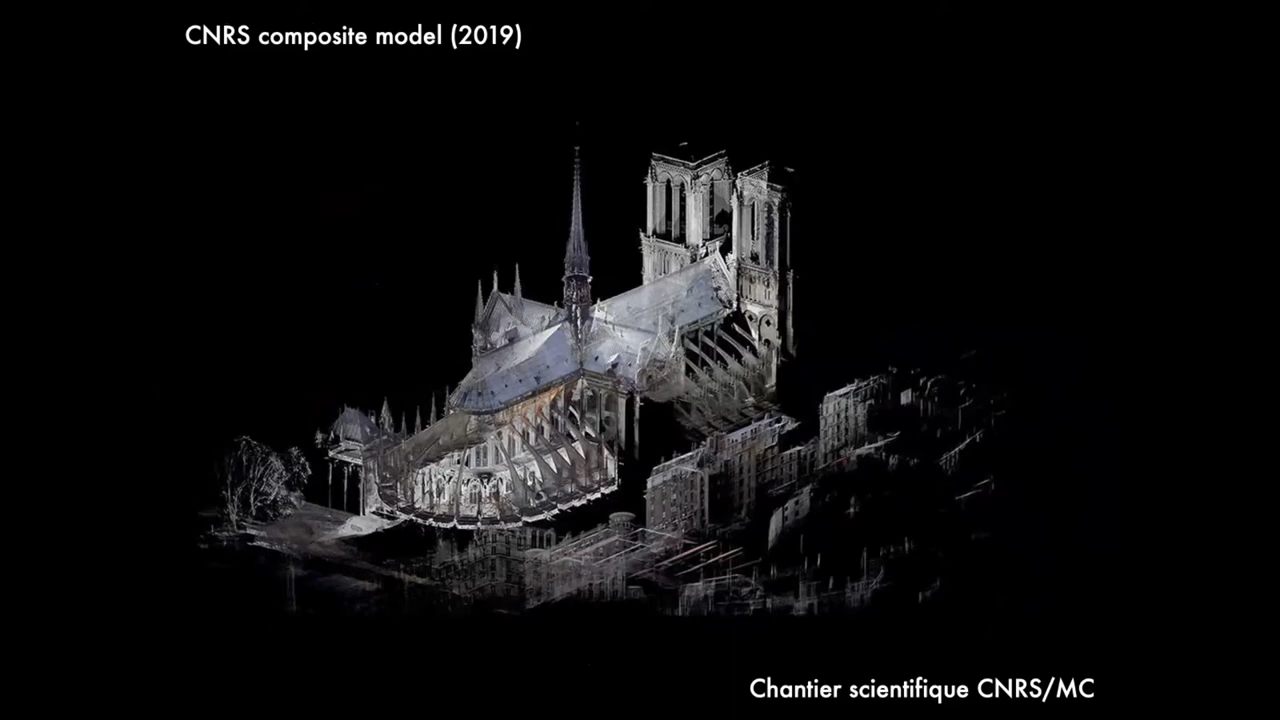 CNRS composite model (2019)
Chantier scientifique CNRS/MC